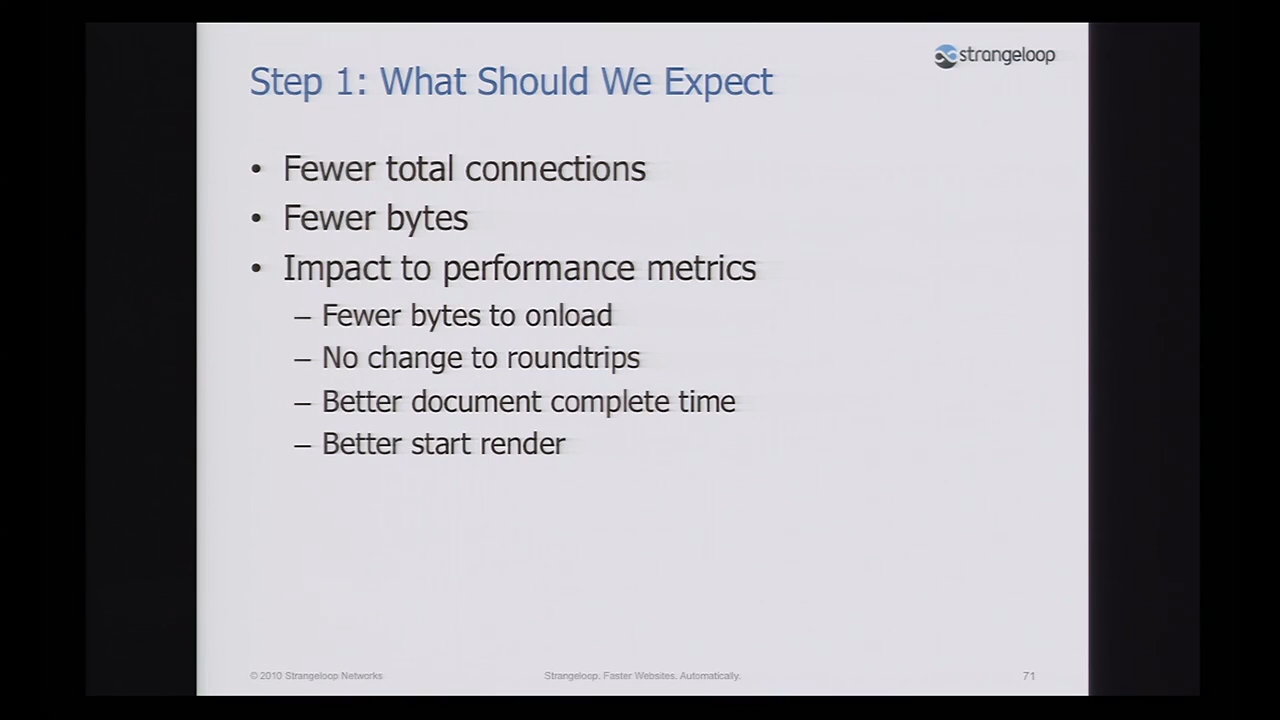 strangeloop
Step 1: What Should We Expect
• Fewer total connections
• Fewer bytes
• Impact to performance metrics
– Fewer bytes to onload
– No change to roundtrips
– Better document complete time
– Better start render
© 2010 Strangeloop Networks
Strangeloop. Faster Websites. Automatically.
71